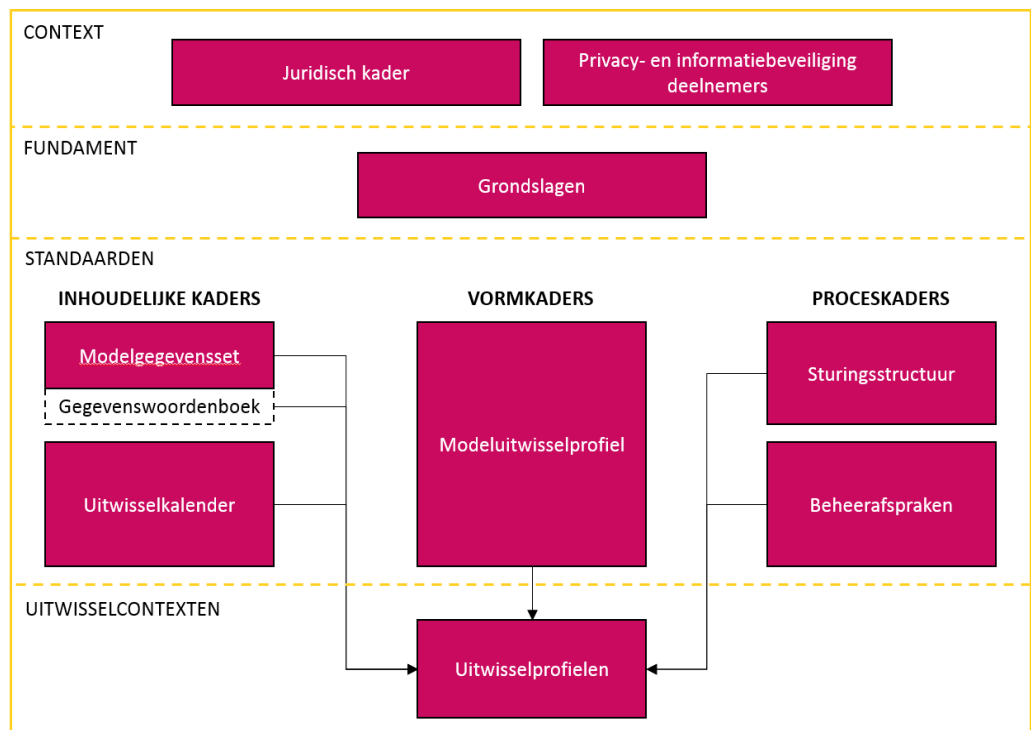 CONTEXT
Juridisch kader
Privacy- en informatiebeveiliging
deelnemers
FUNDAMENT
Grondslagen
STANDAARDEN
INHOUDELIJKE KADERS
VORMKADERS
PROCESKADERS
Modelgegevensset
Gegevenswoordenboek
Uitwisselkalender
Modeluitwisselprofiel
Sturingsstructuur
Beheerafspraken
UITWISSELCONTEXTEN
Uitwisselprofielen